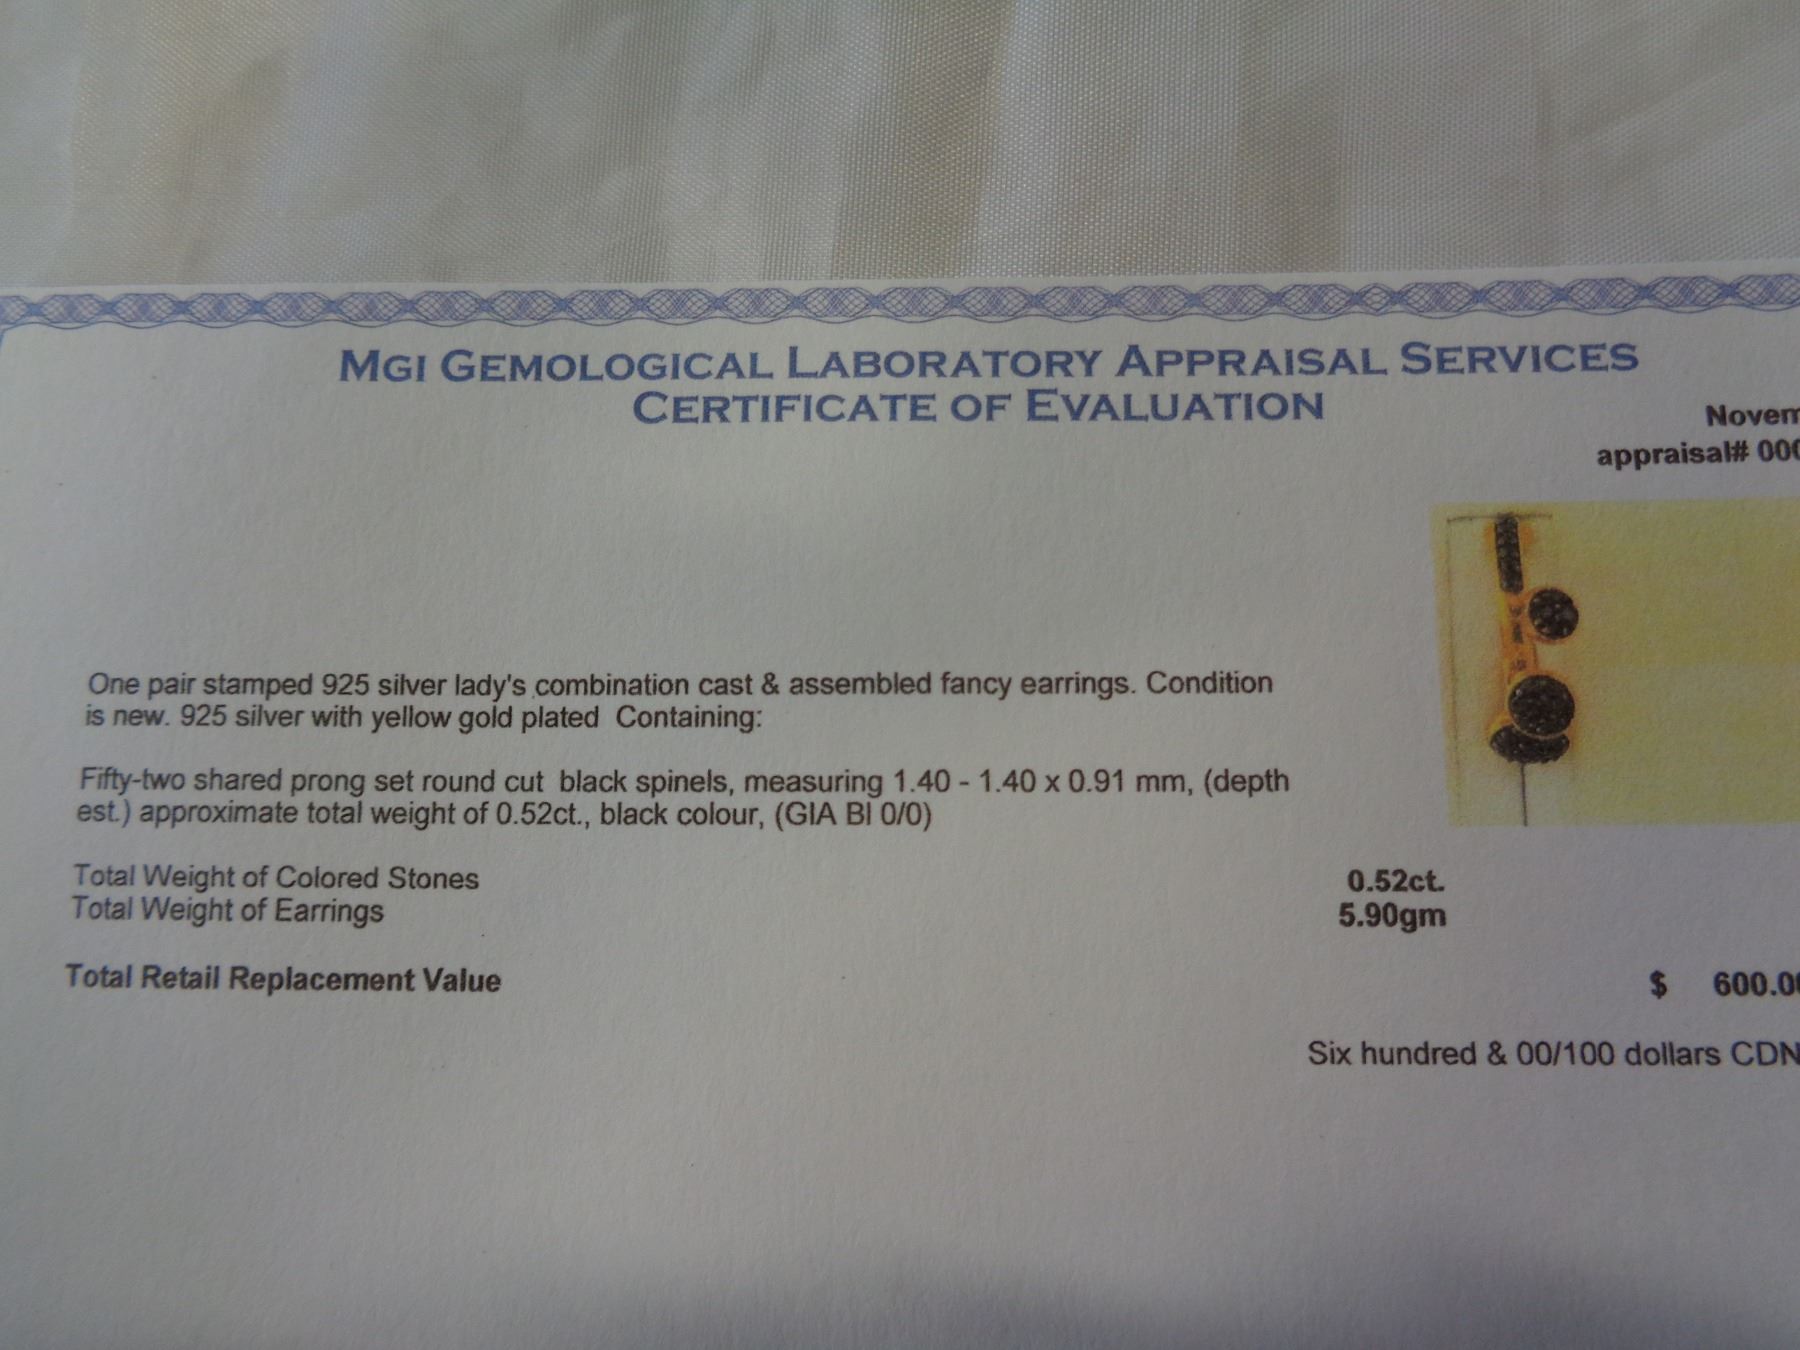 MGI GEMOLOGICAL LABORATORY APPRAISAL SERVICES
CERTIFICATE OF EVALUATION
Novem
appraisal# 000
One pair stamped 925 silver lady's combination cast & assembled fancy earrings. Condition
is new. 925 silver with yellow gold plated Containing:
Fifty-two shared prong set round cut black spinels, measuring 1.40 - 1.40 x 0.91 mm, (depth
est.) approximate total weight of 0.52ct., black colour, (GIA Bl 0/0)
Total Weight of Colored Stones 0.52ct.
Total Weight of Earrings 5.90gm
Total Retail Replacement Value $ 600.00
Six hundred & 00/100 dollars CDN